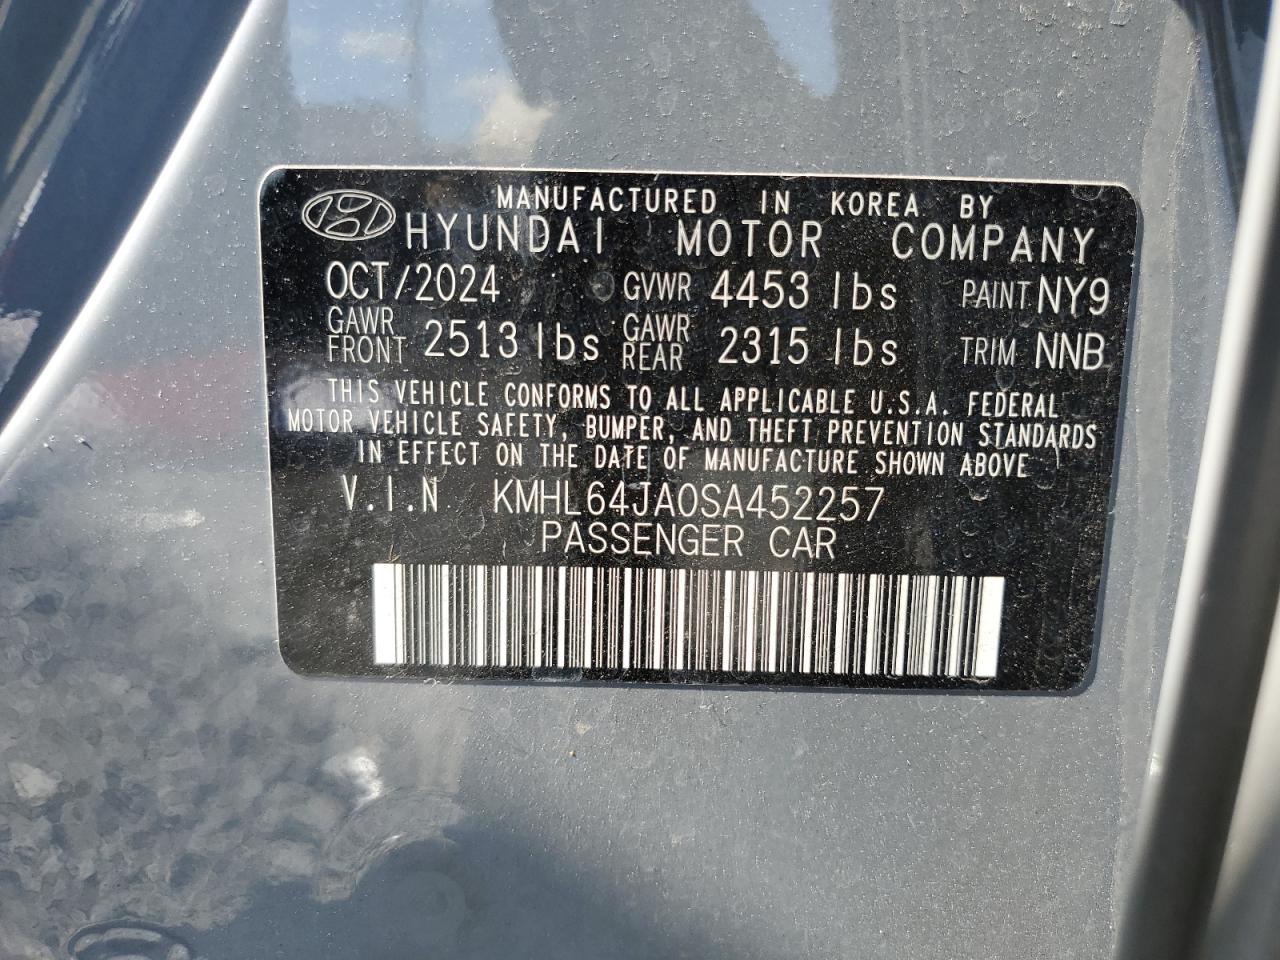 MANUFACTURED IN KOREA BY
HYUNDAI MOTOR COMPANY
OCT/2024 GVWR 4453 lbs PAINT NY9
GAWR FRONT 2513 lbs GAWR REAR 2315 lbs TRIM NNB
THIS VEHICLE CONFORMS TO ALL APPLICABLE U.S.A. FEDERAL
MOTOR VEHICLE SAFETY, BUMPER, AND THEFT PREVENTION STANDARDS
IN EFFECT ON THE DATE OF MANUFACTURE SHOWN ABOVE
V.I.N KMHL64JA0SA452257
PASSENGER CAR